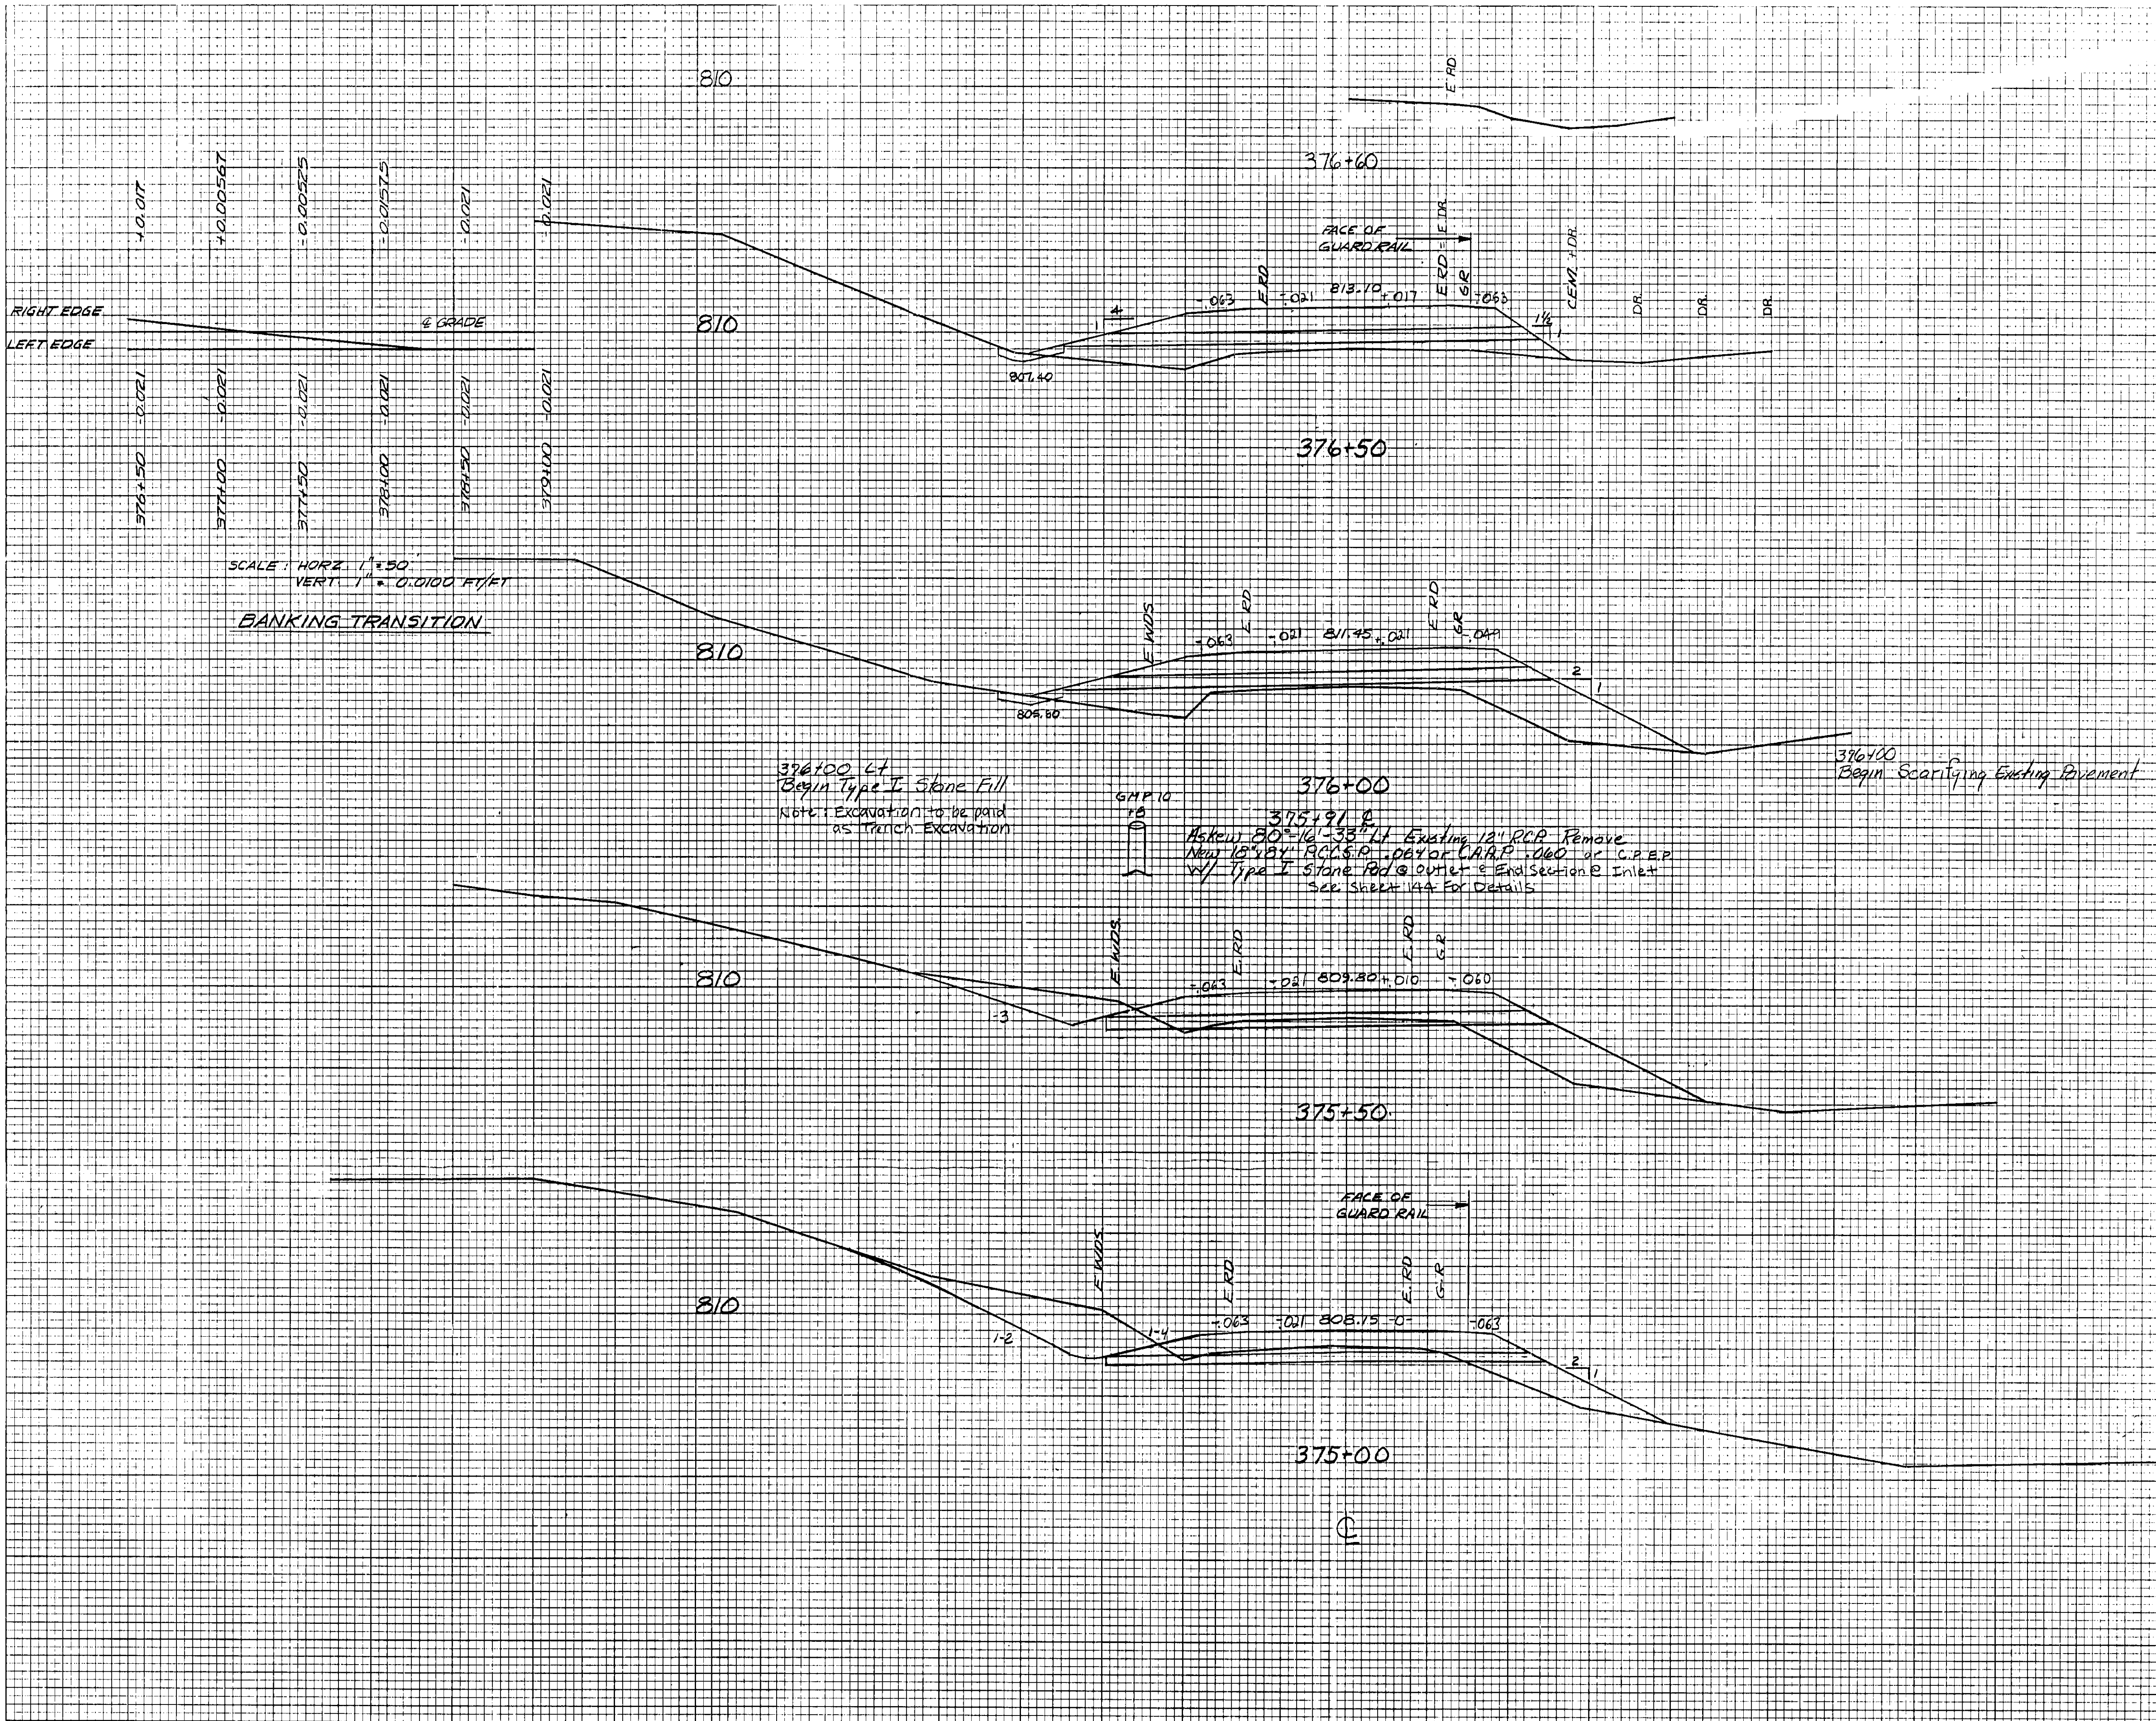 810
E RD
376+60
+0.017
+0.00567
-0.00525
-0.01575
-0.021
-0.021
FACE OF
GUARD RAIL
E RD = E. DR.
GR
CEM. + DR.
DR.
DR.
DR.
E RD
-.063
-.021
813.10
+.017
-.063
RIGHT EDGE
℄ GRADE
LEFT EDGE
810
4
1
1½
1
807.40
-0.021
-0.021
-0.021
-0.021
-0.021
-0.021
376+50
376+50
377+00
377+50
378+00
378+50
379+00
SCALE : HORZ. 1" = 50'
VERT. 1" = 0.0100 FT/FT
BANKING TRANSITION
810
E WDS
E RD
E RD
GR
-.063
-.021
811.45
+.021
-.049
2
1
376+00 Lt
Begin Type I Stone Fill
Note: Excavation to be paid
as Trench Excavation
376+00
376+00
Begin Scarifying Existing Pavement
GMP 10
+8
375+91 ℄
Askew 80°-16'-33" Lt Existing 12" R.C.P. Remove
New 18"x84' P.C.C.S.P. .064 or C.A.A.P. .060 or C.P.E.P.
W/ Type I Stone Pad @ outlet & End Section @ Inlet
See Sheet 144 For Details
E WDS.
E. RD
E. RD
G.R
810
-.063
-.021
809.80
+.010
-.060
-3
375+50
FACE OF
GUARD RAIL
E WDS.
E. RD
E. RD
G.R
810
1-2
1-4
-.063
-.021
808.15
-0-
-.063
2
1
375+00
℄